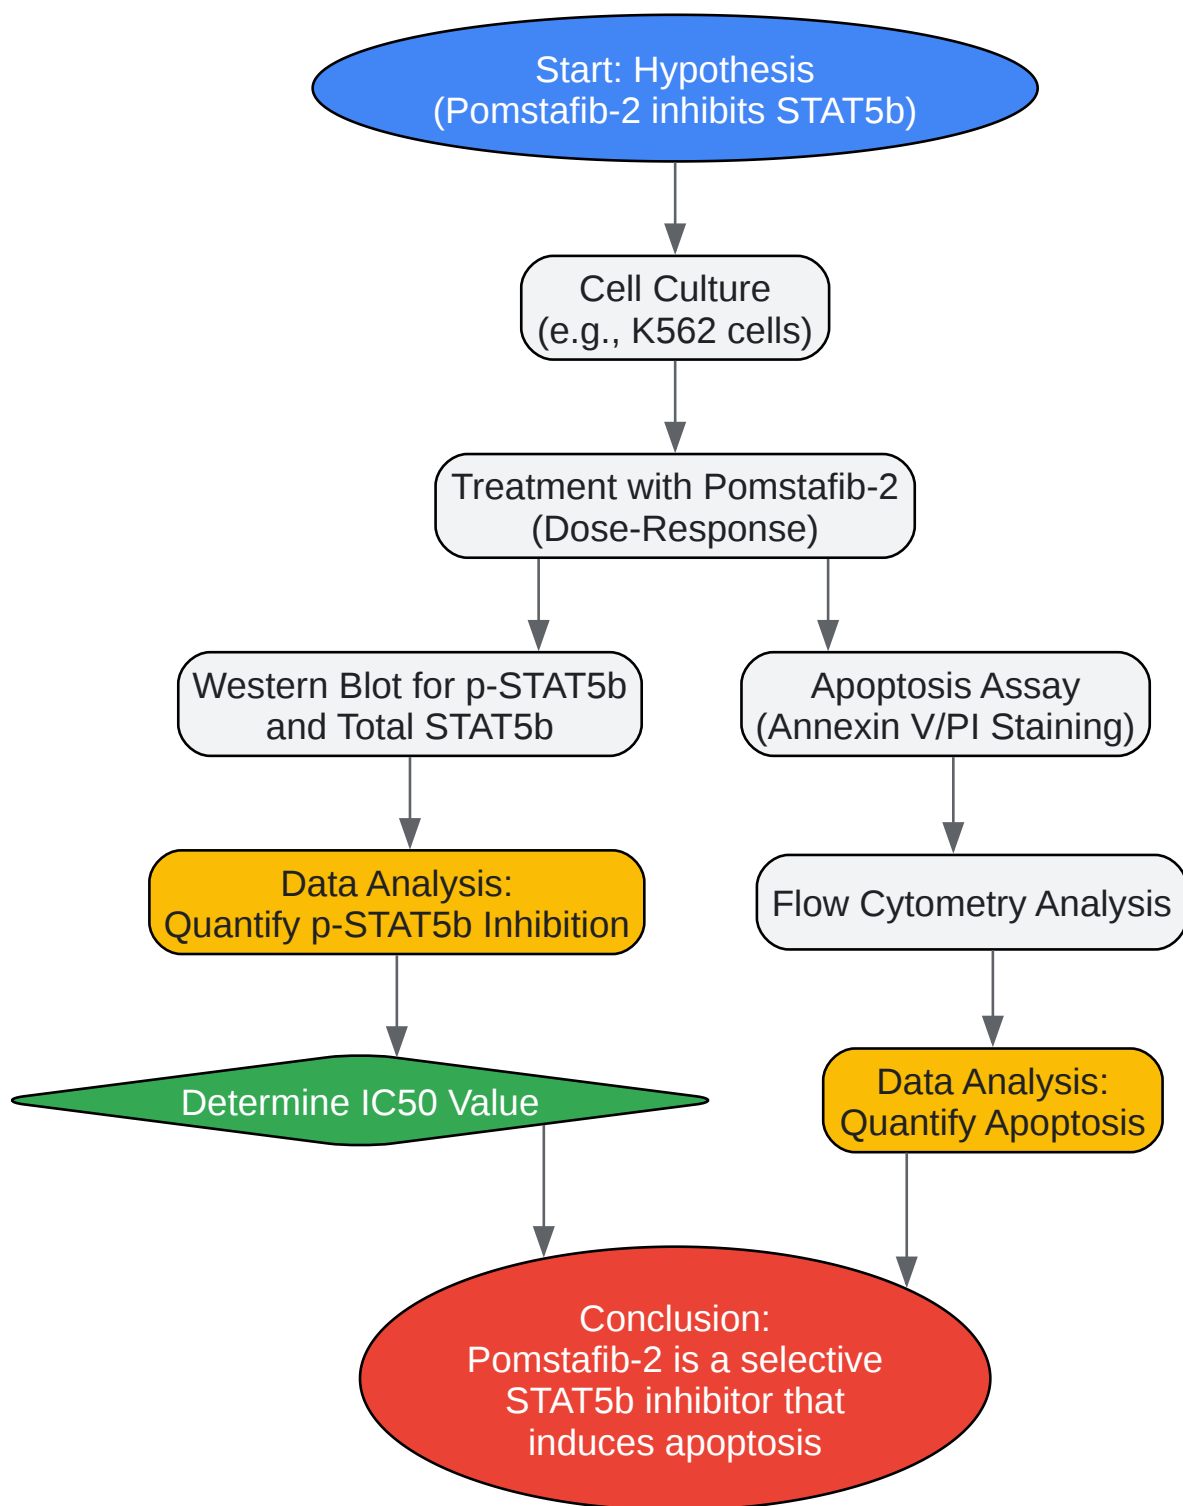 Start: Hypothesis
(Pomstafib-2 inhibits STAT5b)
Cell Culture
(e.g., K562 cells)
Treatment with Pomstafib-2
(Dose-Response)
Western Blot for p-STAT5b
and Total STAT5b
Apoptosis Assay
(Annexin V/PI Staining)
Data Analysis:
Quantify p-STAT5b Inhibition
Flow Cytometry Analysis
Determine IC50 Value
Data Analysis:
Quantify Apoptosis
Conclusion:
Pomstafib-2 is a selective
STAT5b inhibitor that
induces apoptosis